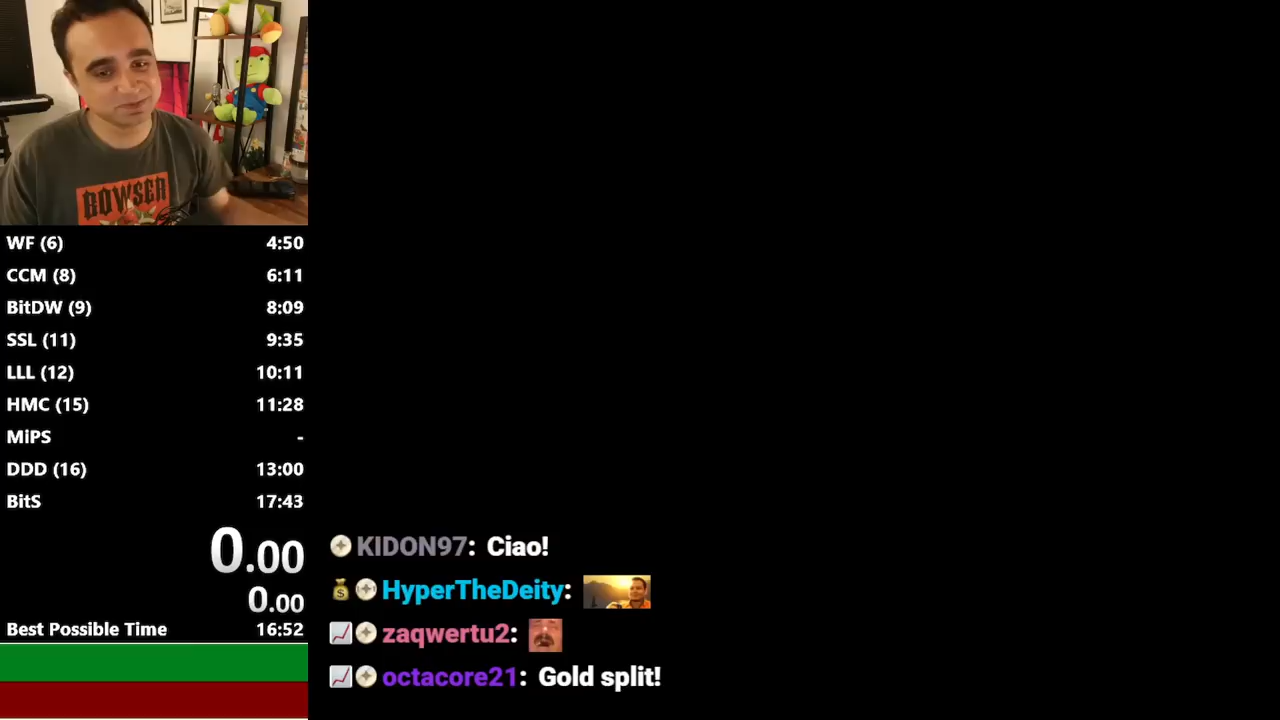 BOWSER
WF (6) 4:50
CCM (8) 6:11
BitDW (9) 8:09
SSL (11) 9:35
LLL (12) 10:11
HMC (15) 11:28
MiPS -
DDD (16) 13:00
BitS 17:43
0.00
0.00
Best Possible Time 16:52
KIDON97: Ciao!
HyperTheDeity:
zaqwertu2:
octacore21: Gold split!